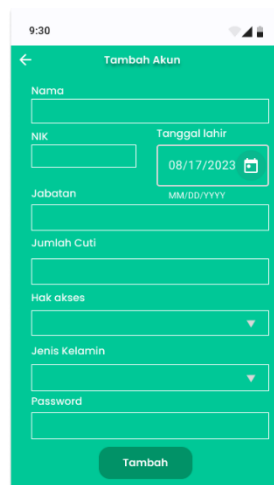 9:30
Tambah Akun
Nama
NIK
Tanggal lahir
08/17/2023
MM/DD/YYYY
Jabatan
Jumlah Cuti
Hak akses
Jenis Kelamin
Password
Tambah